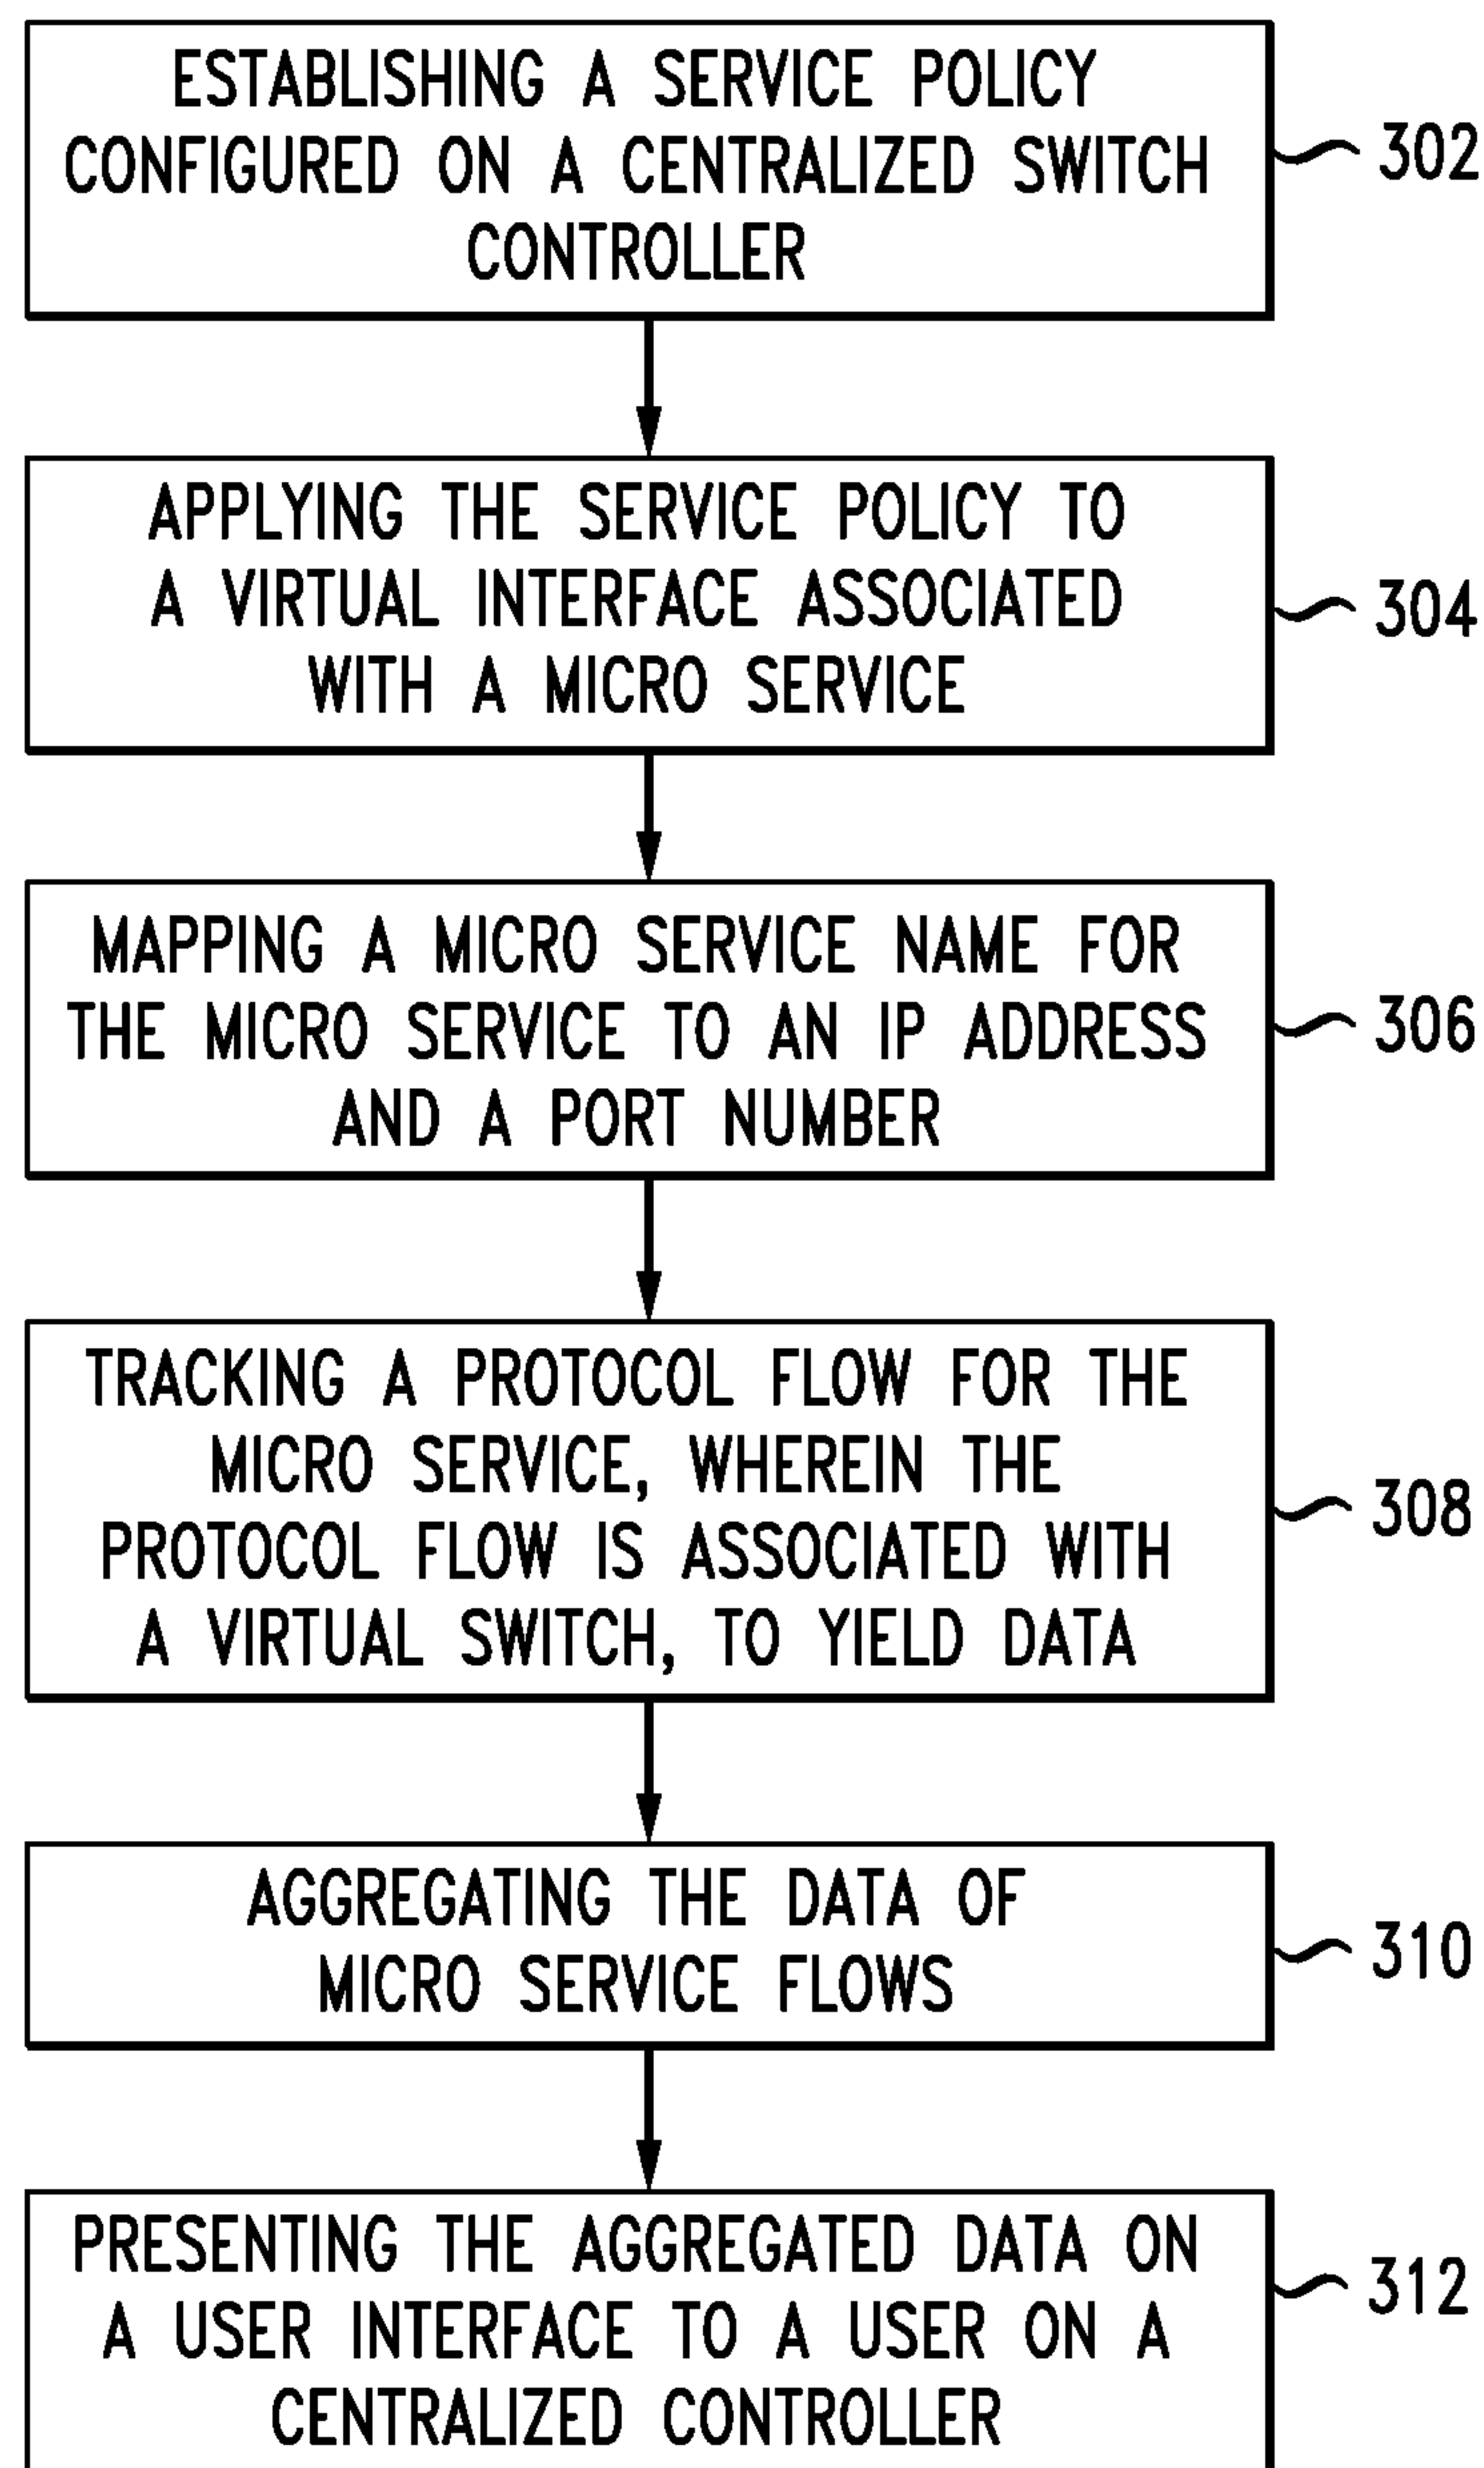 ESTABLISHING A SERVICE POLICY
CONFIGURED ON A CENTRALIZED SWITCH
CONTROLLER
302
APPLYING THE SERVICE POLICY TO
A VIRTUAL INTERFACE ASSOCIATED
WITH A MICRO SERVICE
304
MAPPING A MICRO SERVICE NAME FOR
THE MICRO SERVICE TO AN IP ADDRESS
AND A PORT NUMBER
306
TRACKING A PROTOCOL FLOW FOR THE
MICRO SERVICE, WHEREIN THE
PROTOCOL FLOW IS ASSOCIATED WITH
A VIRTUAL SWITCH, TO YIELD DATA
308
AGGREGATING THE DATA OF
MICRO SERVICE FLOWS
310
PRESENTING THE AGGREGATED DATA ON
A USER INTERFACE TO A USER ON A
CENTRALIZED CONTROLLER
312